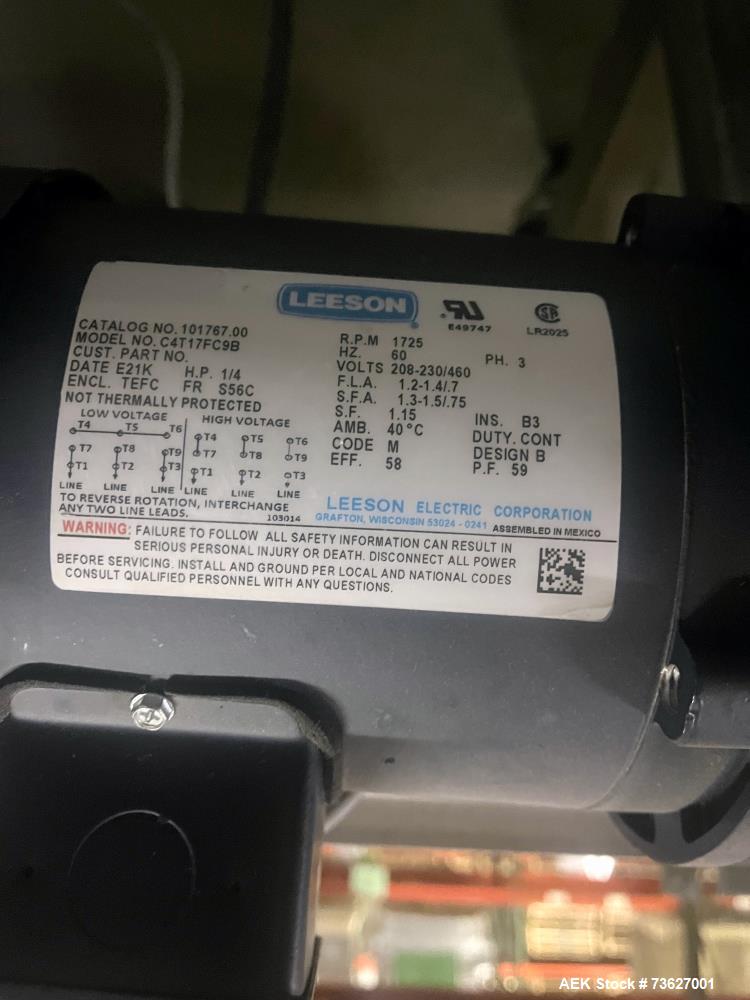 LEESON
E49747
LR2025
CATALOG NO. 101767.00
MODEL NO. C4T17FC9B
CUST. PART NO.
DATE E21K H.P. 1/4
ENCL. TEFC FR S56C
NOT THERMALLY PROTECTED
R.P.M 1725
HZ. 60 PH. 3
VOLTS 208-230/460
F.L.A. 1.2-1.4/.7
S.F.A. 1.3-1.5/.75
S.F. 1.15 INS. B3
AMB. 40°C DUTY. CONT
CODE M DESIGN B
EFF. 58 P.F. 59
LOW VOLTAGE HIGH VOLTAGE
T4 T5 T6 T4 T5 T6
T7 T8 T9 T7 T8 T9
T1 T2 T3 T1 T2 T3
LINE LINE LINE LINE LINE LINE
TO REVERSE ROTATION, INTERCHANGE
ANY TWO LINE LEADS. 103014
LEESON ELECTRIC CORPORATION
GRAFTON, WISCONSIN 53024 - 0241 ASSEMBLED IN MEXICO
WARNING: FAILURE TO FOLLOW ALL SAFETY INFORMATION CAN RESULT IN
SERIOUS PERSONAL INJURY OR DEATH. DISCONNECT ALL POWER
BEFORE SERVICING. INSTALL AND GROUND PER LOCAL AND NATIONAL CODES
CONSULT QUALIFIED PERSONNEL WITH ANY QUESTIONS.
AEK Stock # 73627001